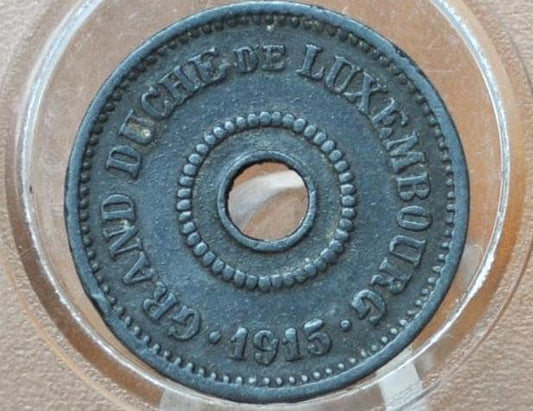 GRAND DUCHE DE LUXEMBOURG
· 1915 ·